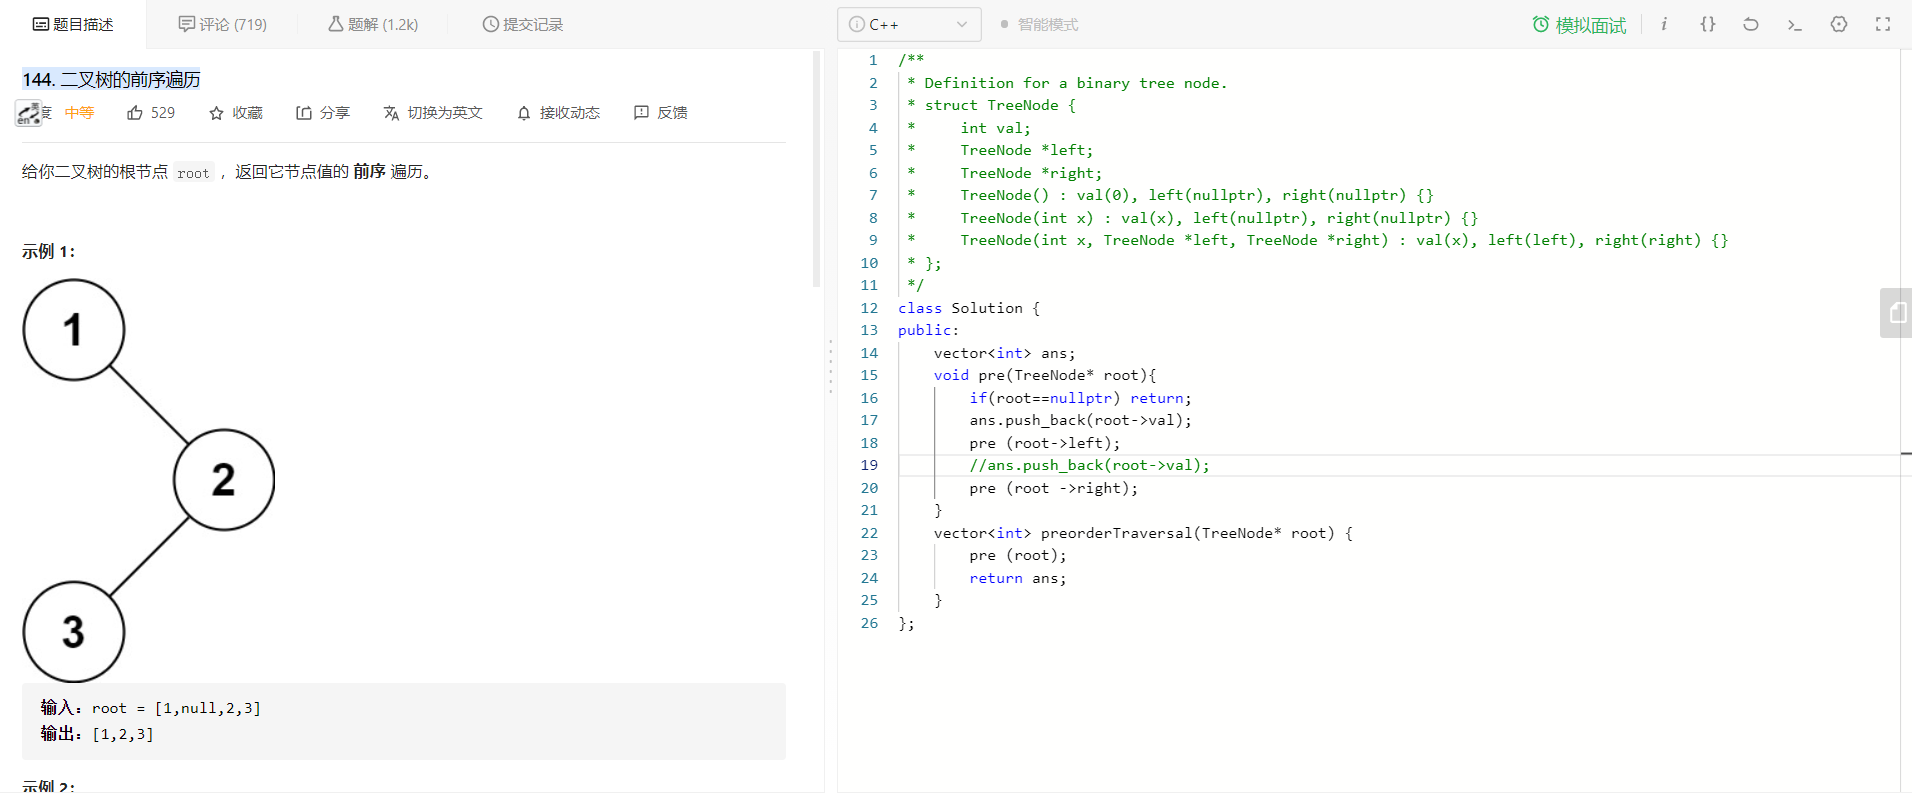 题目描述
评论 (719)
题解 (1.2k)
提交记录
144. 二叉树的前序遍历
度 中等 529 收藏 分享 切换为英文 接收动态 反馈
给你二叉树的根节点 root ，返回它节点值的 前序 遍历。
示例 1：
1
2
3
输入：root = [1,null,2,3]
输出：[1,2,3]
示例 2：
C++
智能模式
模拟面试
1 /**
2 * Definition for a binary tree node.
3 * struct TreeNode {
4 *     int val;
5 *     TreeNode *left;
6 *     TreeNode *right;
7 *     TreeNode() : val(0), left(nullptr), right(nullptr) {}
8 *     TreeNode(int x) : val(x), left(nullptr), right(nullptr) {}
9 *     TreeNode(int x, TreeNode *left, TreeNode *right) : val(x), left(left), right(right) {}
10 * };
11 */
12 class Solution {
13 public:
14     vector<int> ans;
15     void pre(TreeNode* root){
16         if(root==nullptr) return;
17         ans.push_back(root->val);
18         pre (root->left);
19         //ans.push_back(root->val);
20         pre (root ->right);
21     }
22     vector<int> preorderTraversal(TreeNode* root) {
23         pre (root);
24         return ans;
25     }
26 };